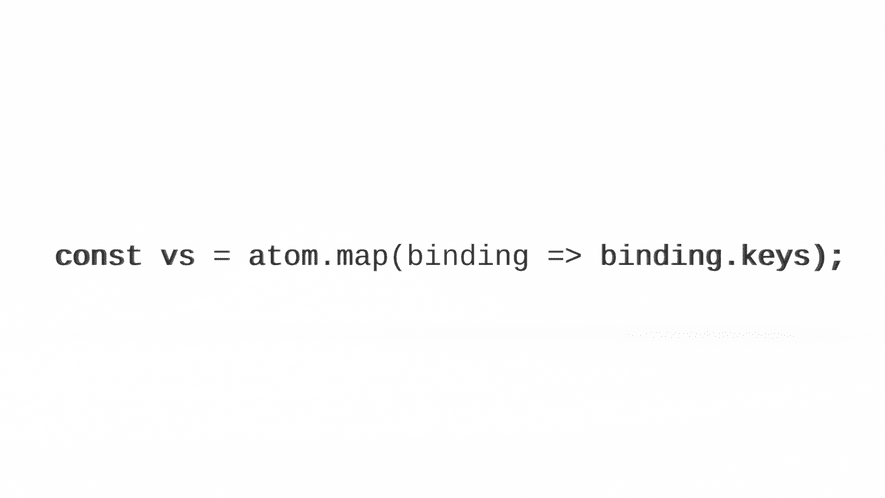 const vs = atom.map(binding => binding.keys);